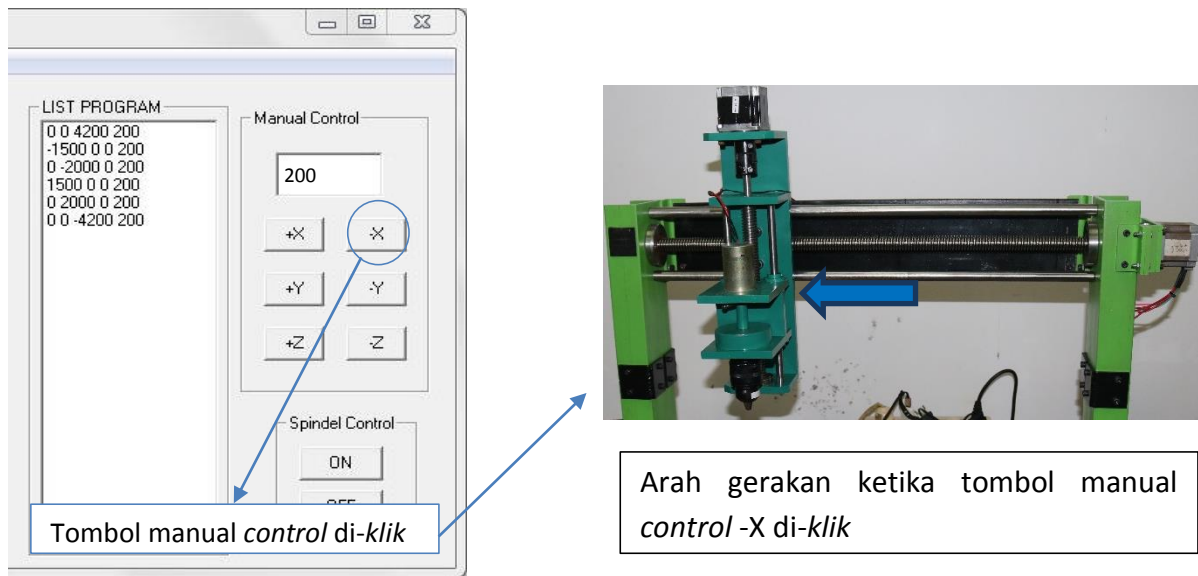 LIST PROGRAM
0 0 4200 200
-1500 0 0 200
0 -2000 0 200
1500 0 0 200
0 2000 0 200
0 0 -4200 200
Manual Control
200
+X -X
+Y -Y
+Z -Z
Spindel Control
ON
OFF
Tombol manual control di-klik
Arah gerakan ketika tombol manual
control -X di-klik